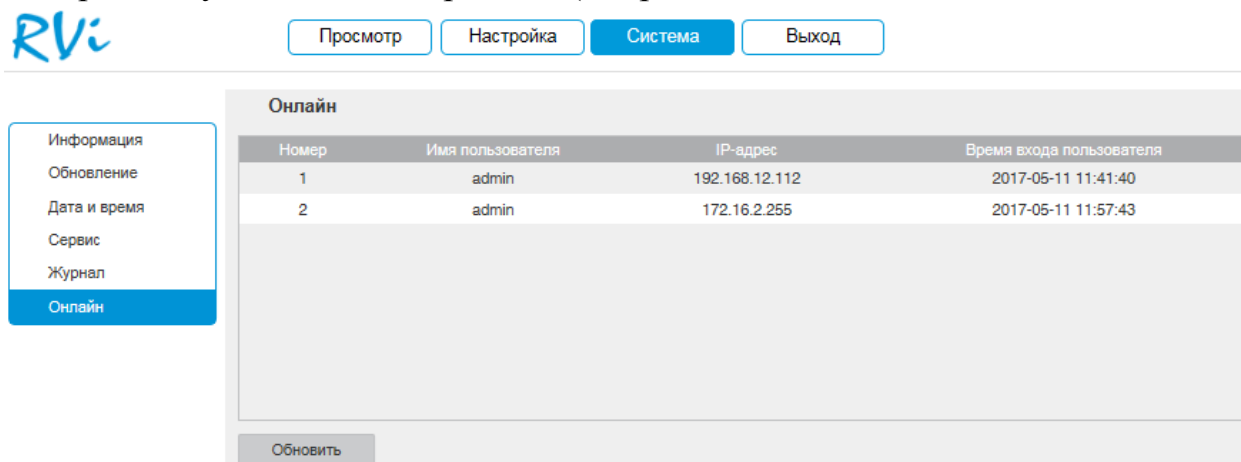 RVi
Просмотр Настройка Система Выход
Онлайн
Информация
Обновление
Дата и время
Сервис
Журнал
Онлайн
Номер Имя пользователя IP-адрес Время входа пользователя
1 admin 192.168.12.112 2017-05-11 11:41:40
2 admin 172.16.2.255 2017-05-11 11:57:43
Обновить